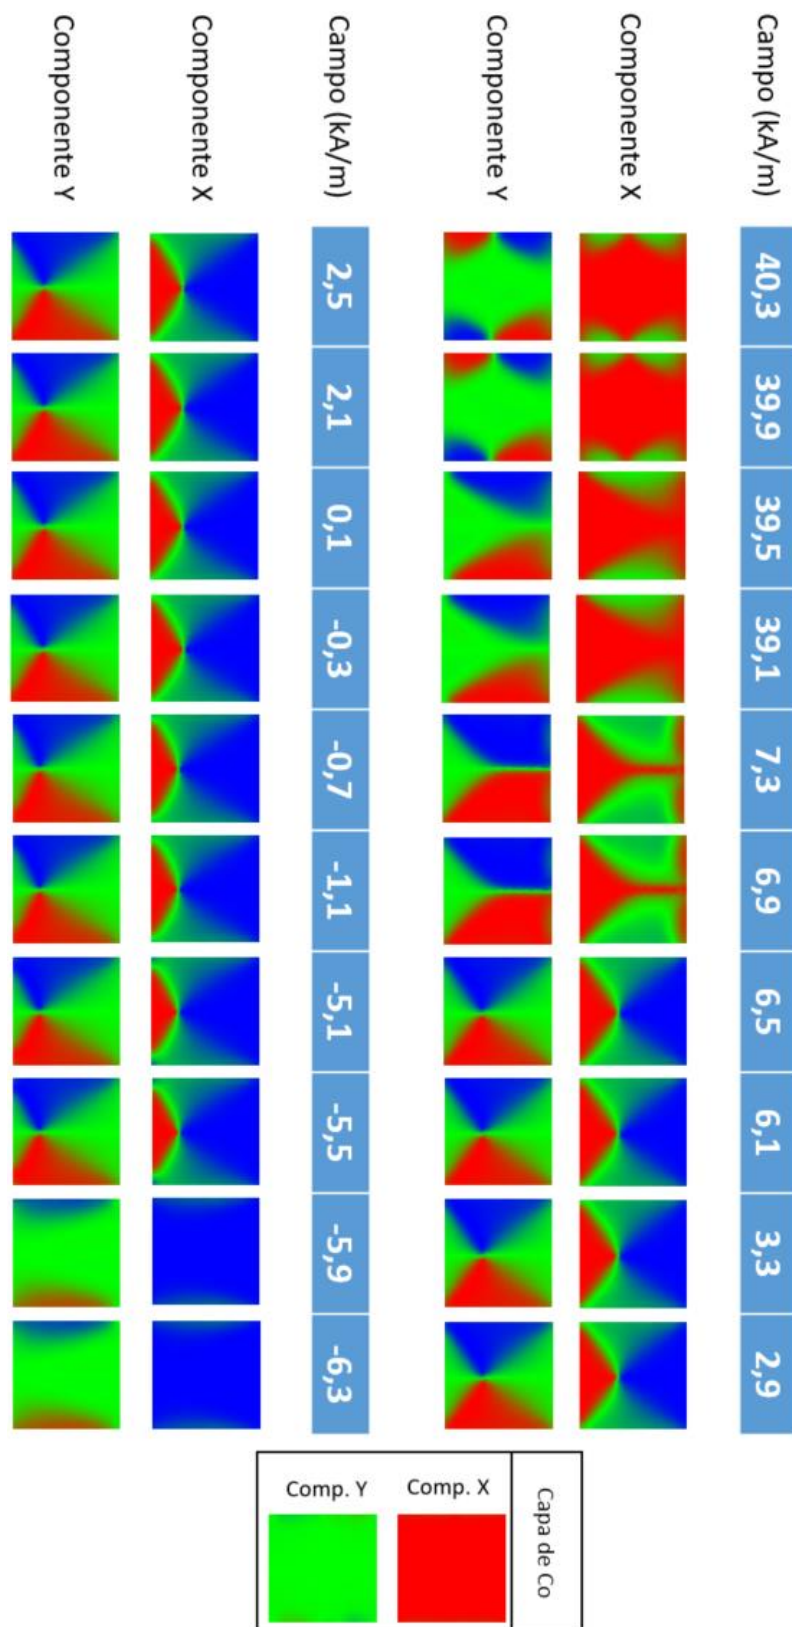 Campo (kA/m) 40,3 39,9 39,5 39,1 7,3 6,9 6,5 6,1 3,3 2,9
Componente X
Componente Y
Campo (kA/m) 2,5 2,1 0,1 -0,3 -0,7 -1,1 -5,1 -5,5 -5,9 -6,3
Componente X
Componente Y
Capa de Co
Comp. X
Comp. Y